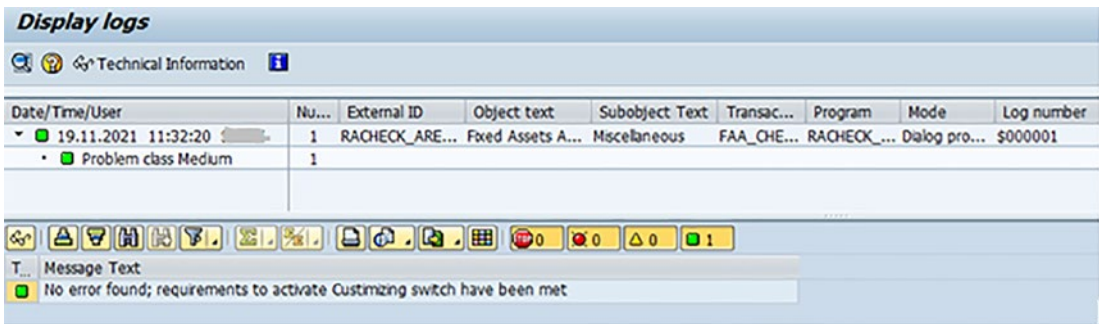 Display logs
Technical Information
Date/Time/User Nu... External ID Object text Subobject Text Transac... Program Mode Log number
19.11.2021 11:32:20 1 RACHECK_ARE... Fixed Assets A... Miscellaneous FAA_CHE... RACHECK_... Dialog pro... $000001
Problem class Medium 1
0 0 0 1
T... Message Text
No error found; requirements to activate Custimizing switch have been met